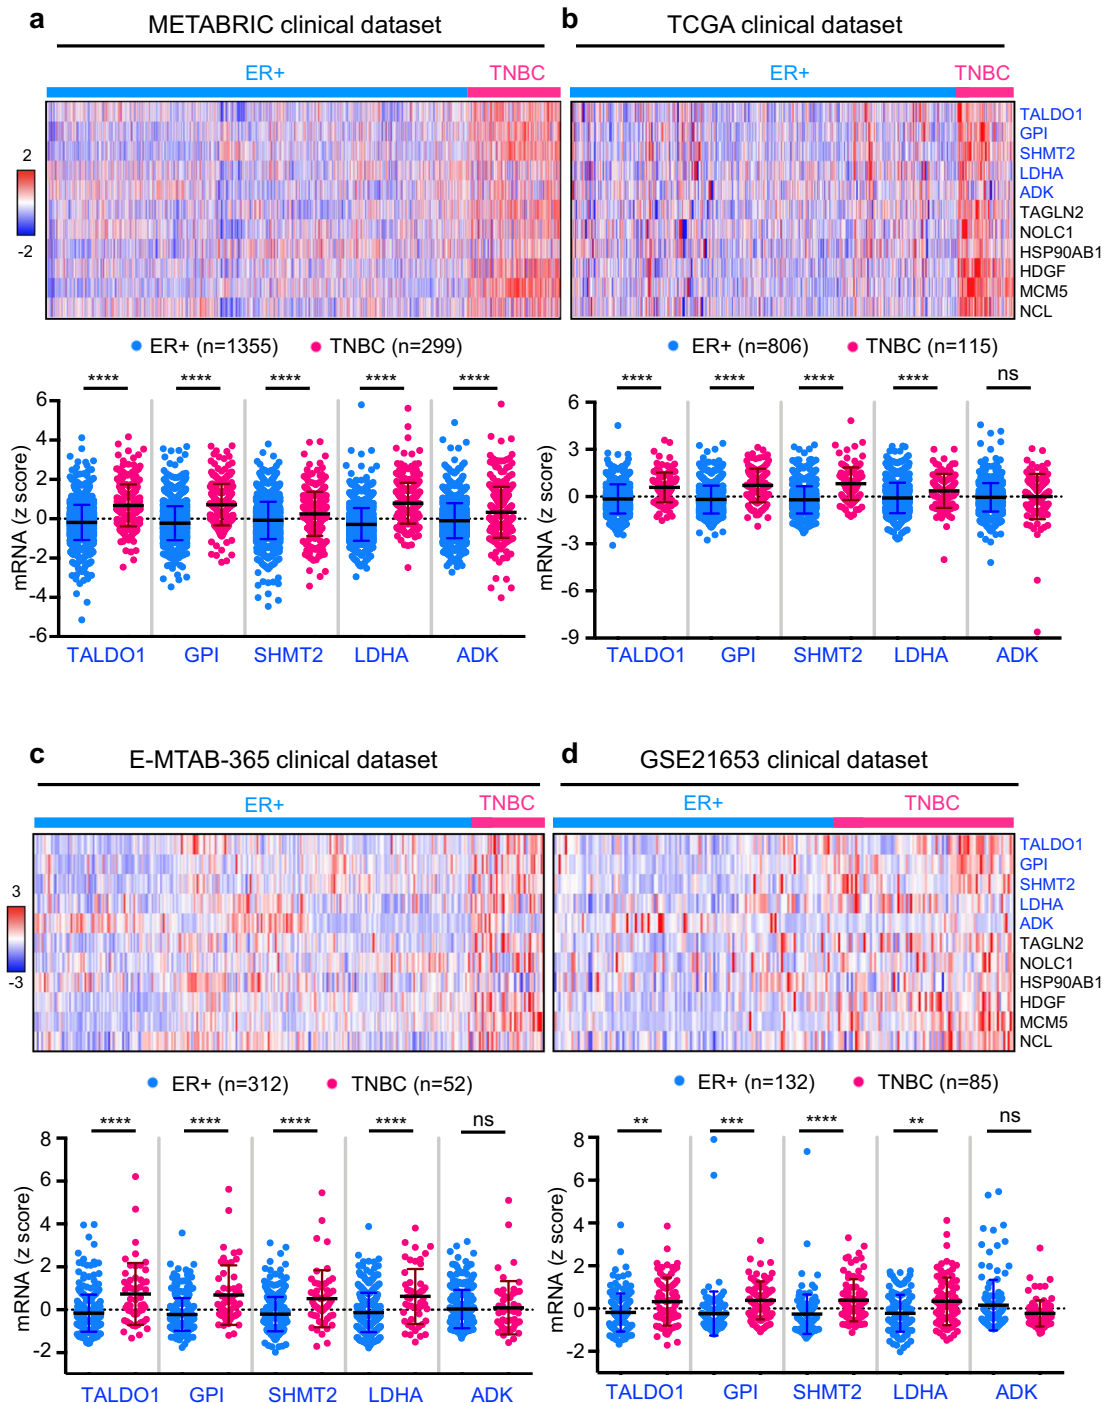 a
METABRIC clinical dataset
ER+ TNBC
2
-2
ER+ (n=1355) TNBC (n=299)
**** **** **** **** ****
mRNA (z score)
6
4
2
0
-2
-4
-6
TALDO1 GPI SHMT2 LDHA ADK
b
TCGA clinical dataset
ER+ TNBC
TALDO1
GPI
SHMT2
LDHA
ADK
TAGLN2
NOLC1
HSP90AB1
HDGF
MCM5
NCL
ER+ (n=806) TNBC (n=115)
**** **** **** **** ns
mRNA (z score)
6
3
0
-3
-6
-9
TALDO1 GPI SHMT2 LDHA ADK
c
E-MTAB-365 clinical dataset
ER+ TNBC
3
-3
ER+ (n=312) TNBC (n=52)
**** **** **** **** ns
mRNA (z score)
8
6
4
2
0
-2
TALDO1 GPI SHMT2 LDHA ADK
d
GSE21653 clinical dataset
ER+ TNBC
TALDO1
GPI
SHMT2
LDHA
ADK
TAGLN2
NOLC1
HSP90AB1
HDGF
MCM5
NCL
ER+ (n=132) TNBC (n=85)
** *** **** ** ns
mRNA (z score)
8
6
4
2
0
-2
TALDO1 GPI SHMT2 LDHA ADK